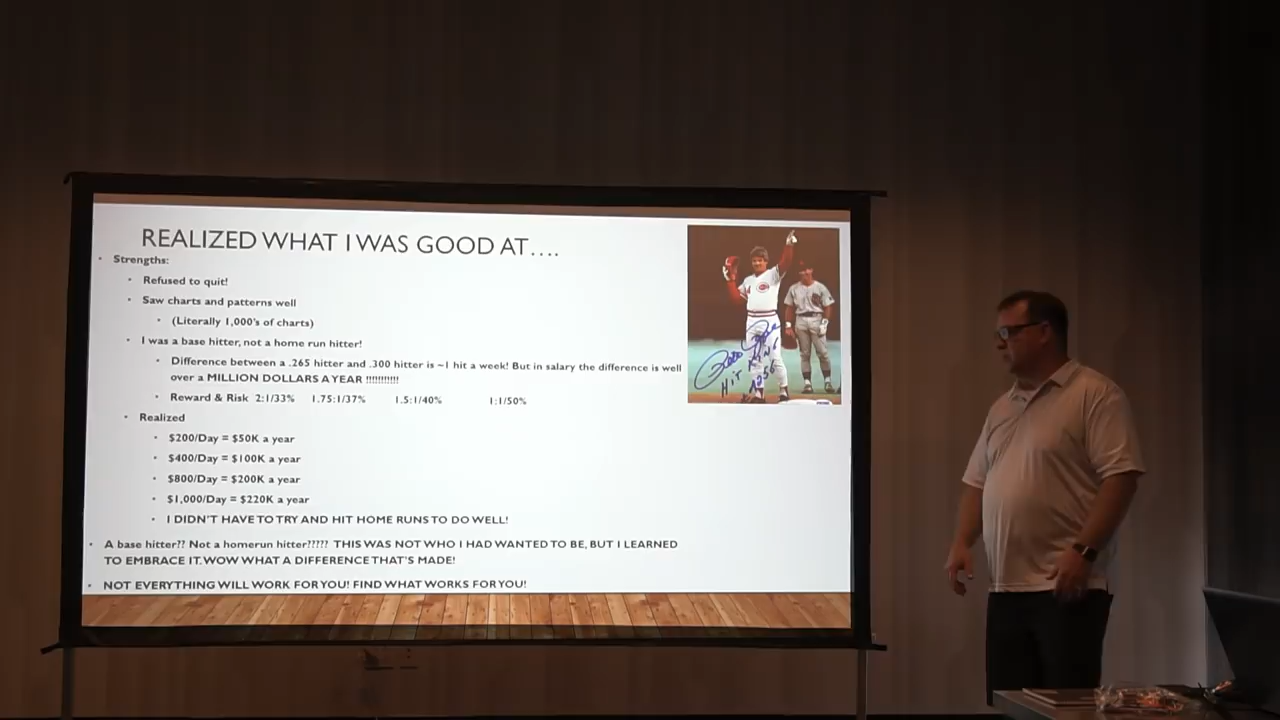 REALIZED WHAT I WAS GOOD AT….
• Strengths:
• Refused to quit!
• Saw charts and patterns well
• (Literally 1,000's of charts)
• I was a base hitter, not a home run hitter!
• Difference between a .265 hitter and .300 hitter is ~1 hit a week! But in salary the difference is well
over a MILLION DOLLARS A YEAR !!!!!!!!!!!
• Reward & Risk 2:1/33% 1.75:1/37% 1.5:1/40% 1:1/50%
• Realized
• $200/Day = $50K a year
• $400/Day = $100K a year
• $800/Day = $200K a year
• $1,000/Day = $220K a year
• I DIDN'T HAVE TO TRY AND HIT HOME RUNS TO DO WELL!
• A base hitter?? Not a homerun hitter????? THIS WAS NOT WHO I HAD WANTED TO BE, BUT I LEARNED
TO EMBRACE IT. WOW WHAT A DIFFERENCE THAT'S MADE!
• NOT EVERYTHING WILL WORK FOR YOU! FIND WHAT WORKS FOR YOU!
Pete Rose
HIT KING
4256